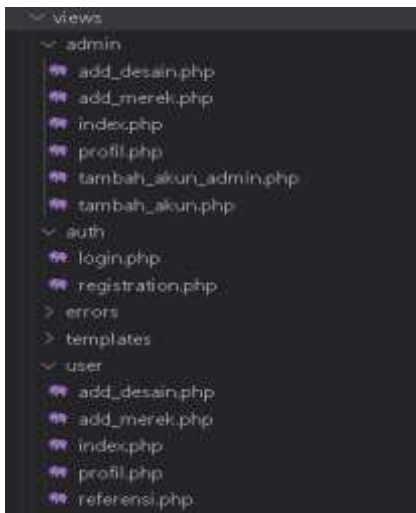 views
admin
add_desain.php
add_merek.php
index.php
profil.php
tambah_akun_admin.php
tambah_akun.php
auth
login.php
registration.php
errors
templates
user
add_desain.php
add_merek.php
index.php
profil.php
referensi.php